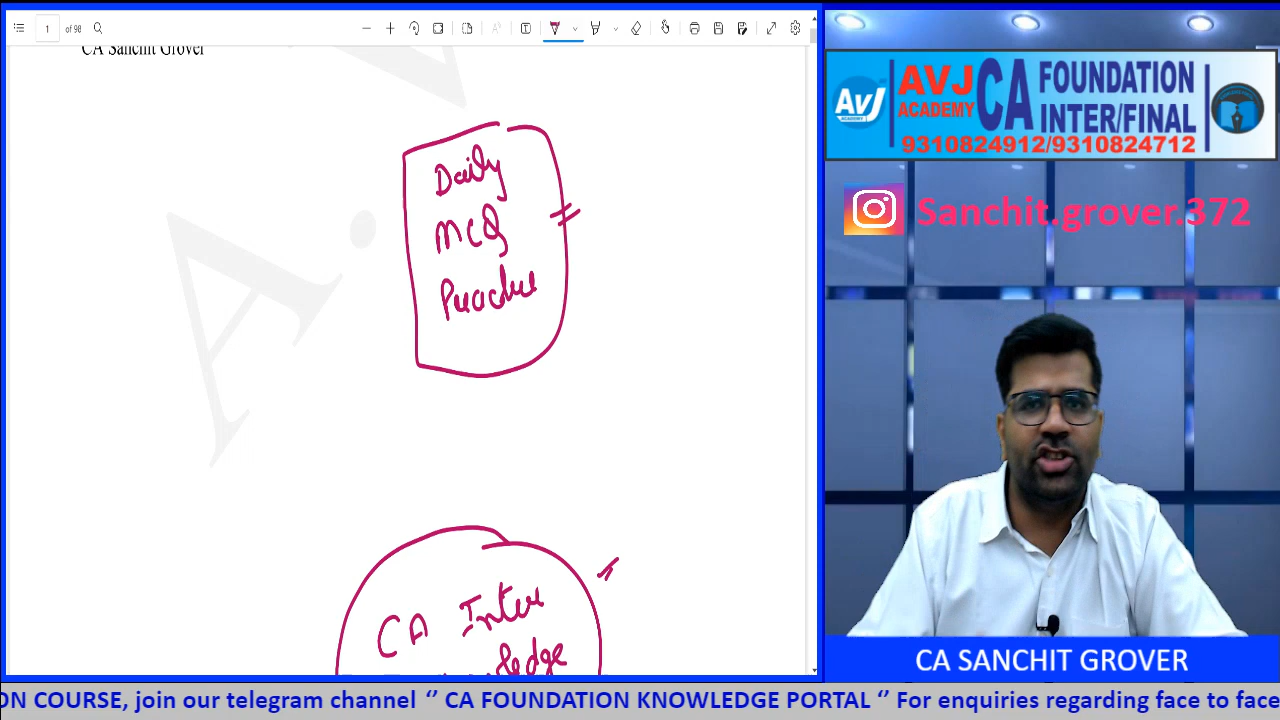 1 of 98
CA Sanchit Grover
Daily
MCQ
Practice
CA Inter
A.V
AVJ
ACADEMY
AVJ
ACADEMY
CA
FOUNDATION
INTER/FINAL
9310824912/9310824712
Sanchit.grover.372
CA SANCHIT GROVER
ON COURSE, join our telegram channel “ CA FOUNDATION KNOWLEDGE PORTAL ” For enquiries regarding face to face